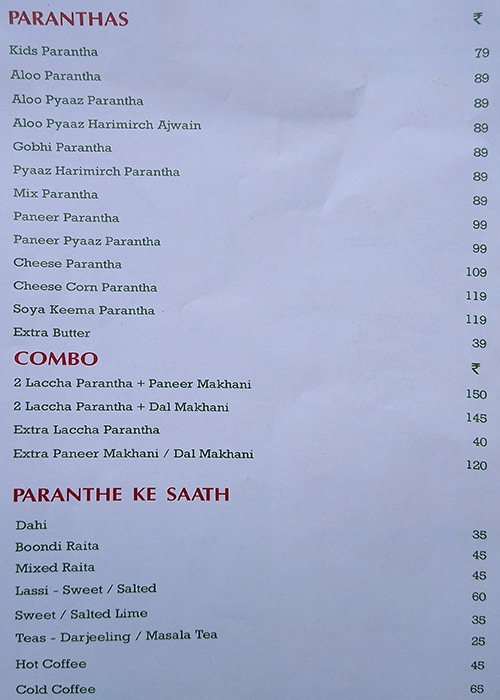 PARANTHAS ₹
Kids Parantha 79
Aloo Parantha 89
Aloo Pyaaz Parantha 89
Aloo Pyaaz Harimirch Ajwain 89
Gobhi Parantha 89
Pyaaz Harimirch Parantha 89
Mix Parantha 89
Paneer Parantha 99
Paneer Pyaaz Parantha 99
Cheese Parantha 109
Cheese Corn Parantha 119
Soya Keema Parantha 119
Extra Butter 39
COMBO ₹
2 Laccha Parantha + Paneer Makhani 150
2 Laccha Parantha + Dal Makhani 145
Extra Laccha Parantha 40
Extra Paneer Makhani / Dal Makhani 120
PARANTHE KE SAATH
Dahi 35
Boondi Raita 45
Mixed Raita 45
Lassi - Sweet / Salted 60
Sweet / Salted Lime 35
Teas - Darjeeling / Masala Tea 25
Hot Coffee 45
Cold Coffee 65